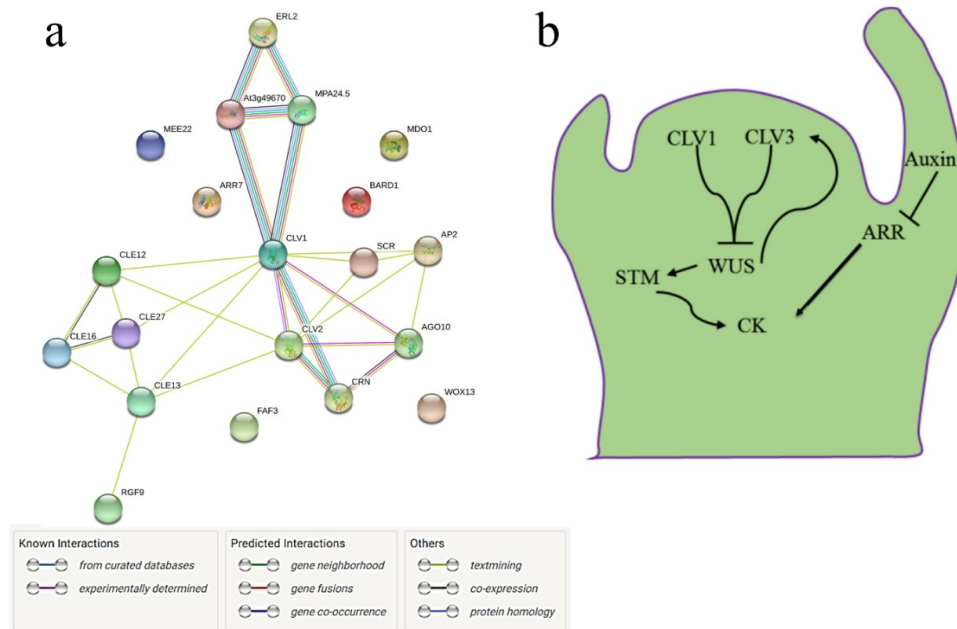 a
b
ERL2
At3g49670
MPA24.5
MEE22
MDO1
ARR7
BARD1
CLV1
SCR
AP2
CLE12
CLE27
CLE16
CLV2
AGO10
CLE13
CRN
WOX13
FAF3
RGF9
CLV1 CLV3
Auxin
ARR
STM WUS
CK
Known Interactions
from curated databases
experimentally determined
Predicted Interactions
gene neighborhood
gene fusions
gene co-occurrence
Others
textmining
co-expression
protein homology